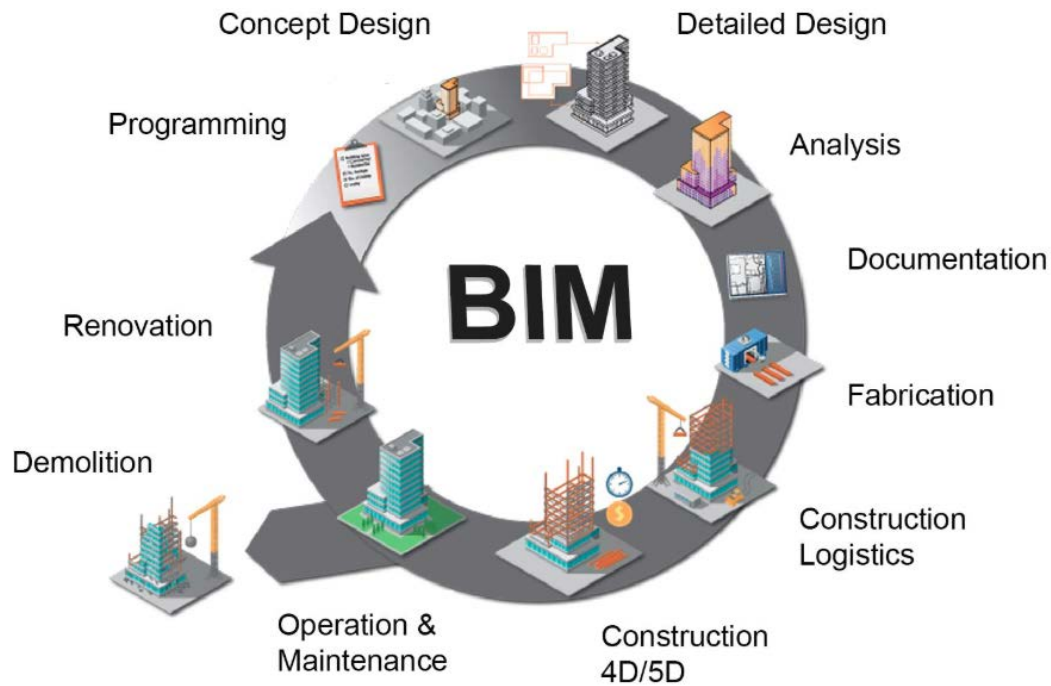 Concept Design
Detailed Design
Programming
Analysis
BIM
Documentation
Renovation
Fabrication
Demolition
Construction
Logistics
Operation &
Maintenance
Construction
4D/5D